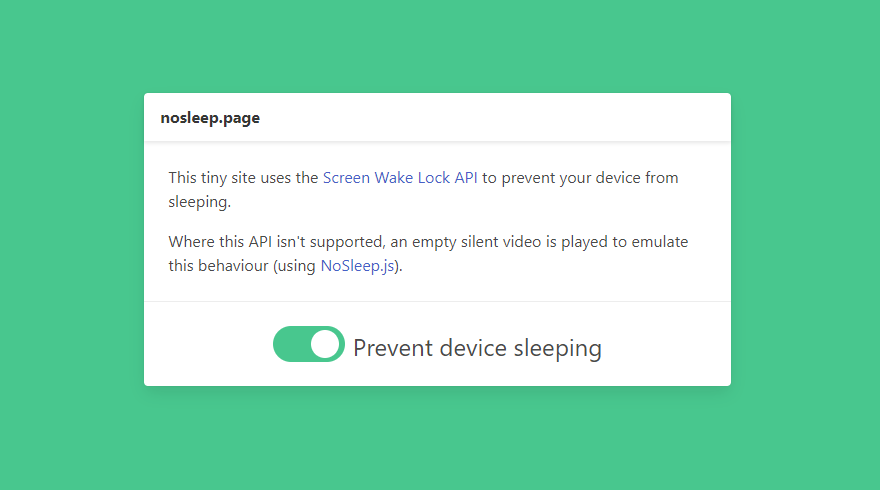 nosleep.page
This tiny site uses the Screen Wake Lock API to prevent your device from
sleeping.
Where this API isn't supported, an empty silent video is played to emulate
this behaviour (using NoSleep.js).
Prevent device sleeping